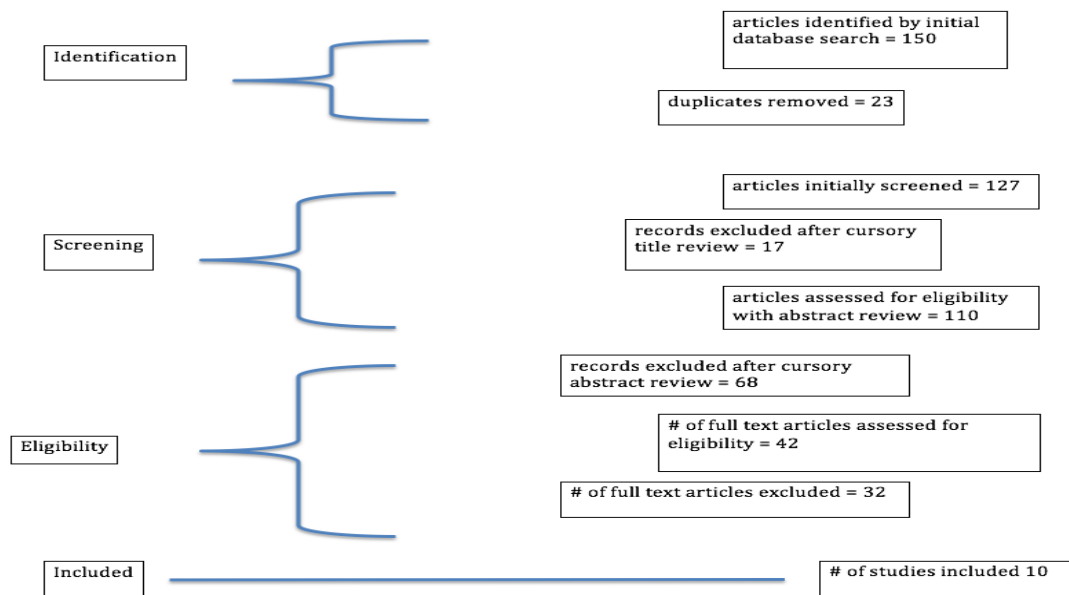 Identification
articles identified by initial
database search = 150
duplicates removed = 23
Screening
articles initially screened = 127
records excluded after cursory
title review = 17
articles assessed for eligibility
with abstract review = 110
Eligibility
records excluded after cursory
abstract review = 68
# of full text articles assessed for
eligibility = 42
# of full text articles excluded = 32
Included
# of studies included 10